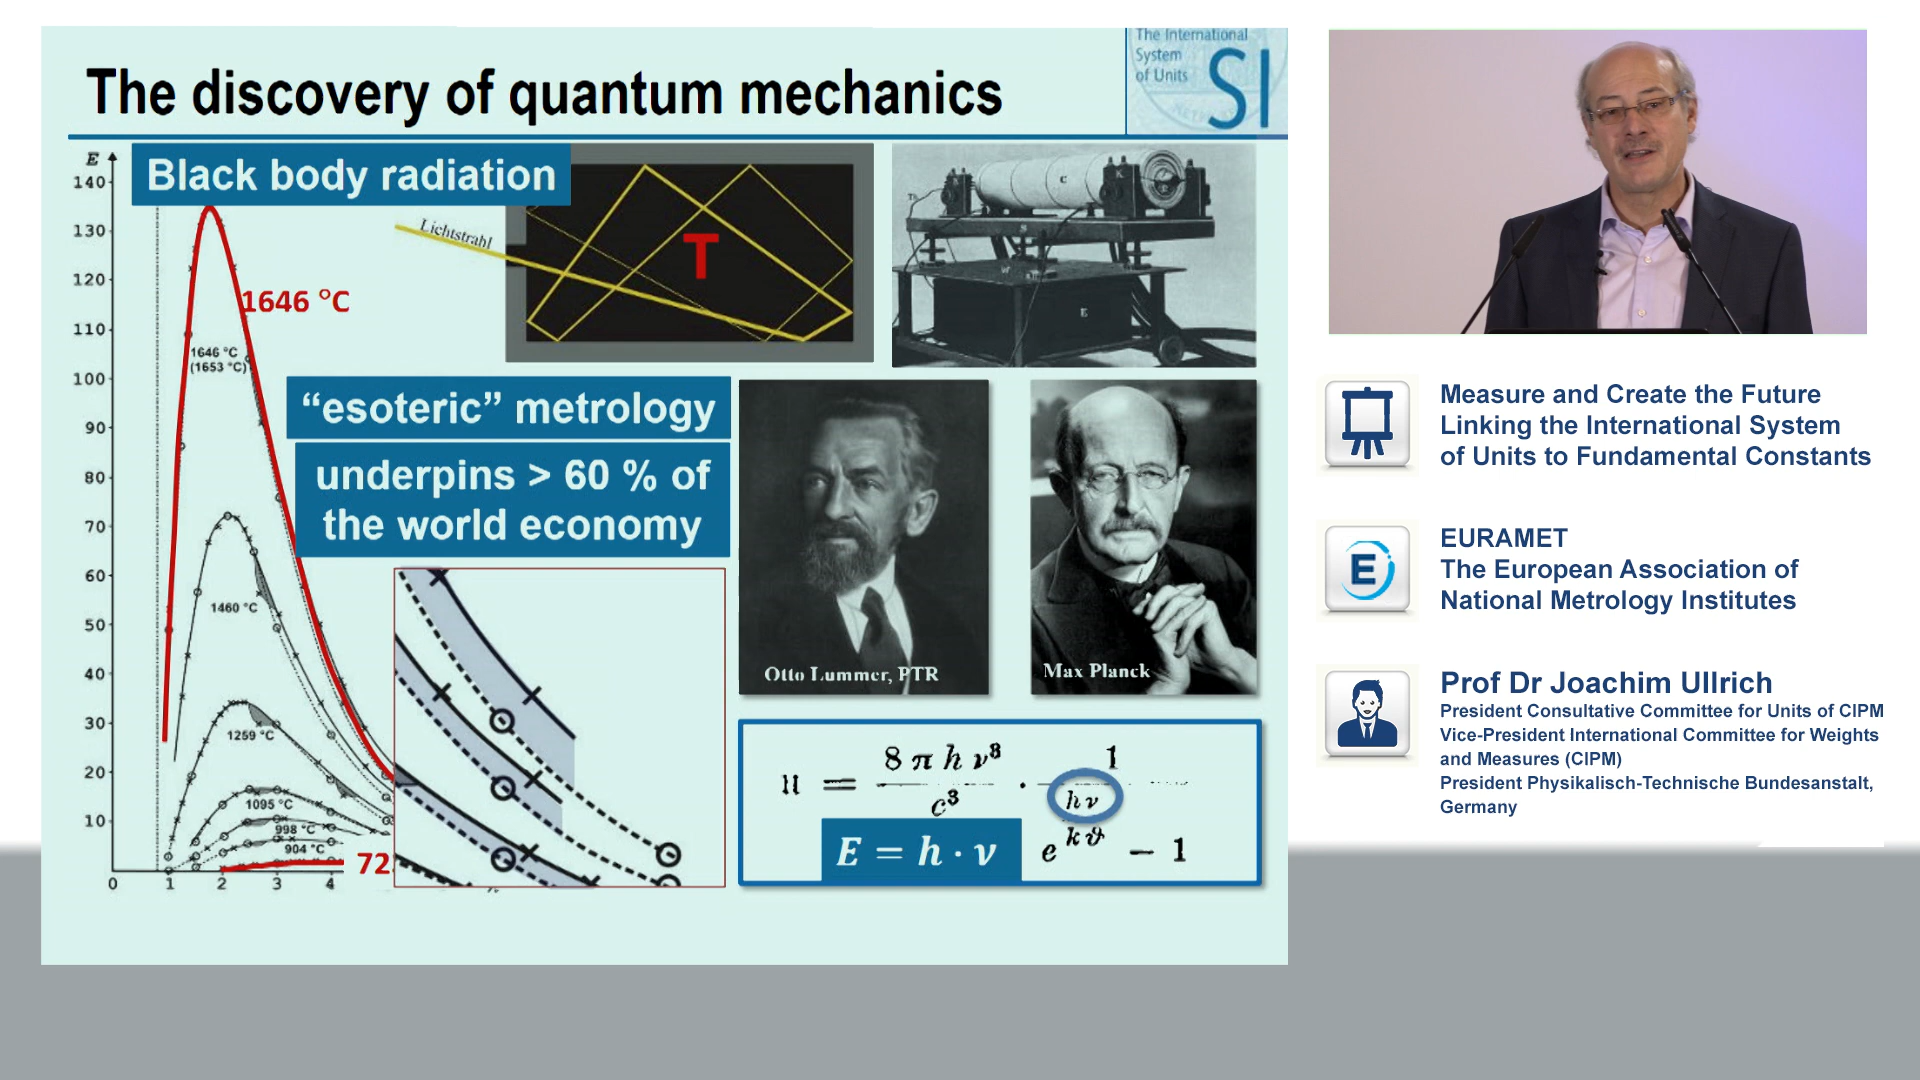 The discovery of quantum mechanics
The International
System
of Units
SI
Black body radiation
Lichtstrahl
T
E
140
130
120
110
100
90
80
70
60
50
40
30
20
10
0
1
2
3
4
1646 °C
1646 °C
(1653 °C)
1460 °C
1259 °C
1095 °C
998 °C
904 °C
72
"esoteric" metrology
underpins > 60 % of
the world economy
C
K
S
W
E
Otto Lummer, PTR
Max Planck
u = 8 π h ν³ / c³ · 1 / e^(hν / kϑ) − 1
E = h · ν
Measure and Create the Future
Linking the International System
of Units to Fundamental Constants
E
EURAMET
The European Association of
National Metrology Institutes
Prof Dr Joachim Ullrich
President Consultative Committee for Units of CIPM
Vice-President International Committee for Weights
and Measures (CIPM)
President Physikalisch-Technische Bundesanstalt,
Germany